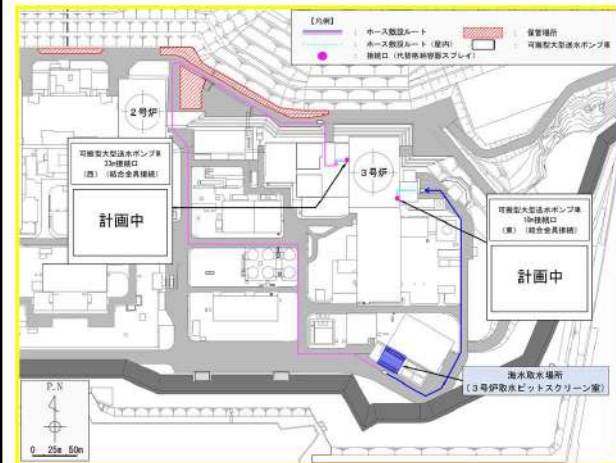 【凡例】
: ホース敷設ルート
: ホース敷設ルート（屋内）
: 接続口（代替格納容器スプレイ）
: 保管場所
: 可搬型大型送水ポンプ車
2号炉
3号炉
可搬型大型送水ポンプ車
33m接続口
（西）（結合金具接続）
計画中
可搬型大型送水ポンプ車
10m接続口
（東）（結合金具接続）
計画中
海水取水場所
（3号炉取水ピットスクリーン室）
P.N
0 25m 50m